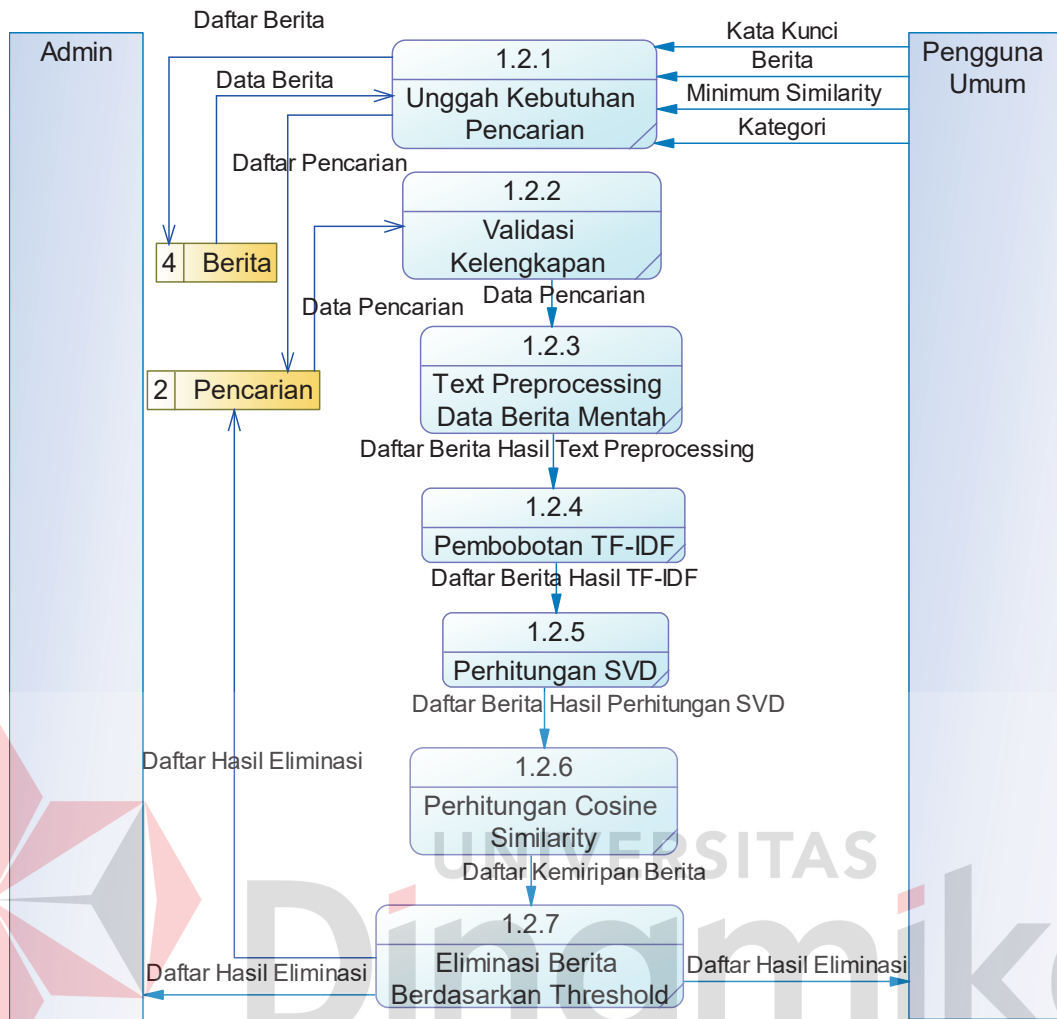 Daftar Berita
Admin
Kata Kunci
Pengguna
Umum
1.2.1
Berita
Data Berita
Unggah Kebutuhan
Pencarian
Minimum Similarity
Kategori
Daftar Pencarian
1.2.2
Validasi
Kelengkapan
4 Berita
Data Pencarian
Data Pencarian
1.2.3
Text Preprocessing
Data Berita Mentah
2 Pencarian
Daftar Berita Hasil Text Preprocessing
1.2.4
Pembobotan TF-IDF
Daftar Berita Hasil TF-IDF
1.2.5
Perhitungan SVD
Daftar Berita Hasil Perhitungan SVD
Daftar Hasil Eliminasi
1.2.6
Perhitungan Cosine
Similarity
UNIVERSITAS
Daftar Kemiripan Berita
Dinamika
1.2.7
Eliminasi Berita
Berdasarkan Threshold
Daftar Hasil Eliminasi
Daftar Hasil Eliminasi